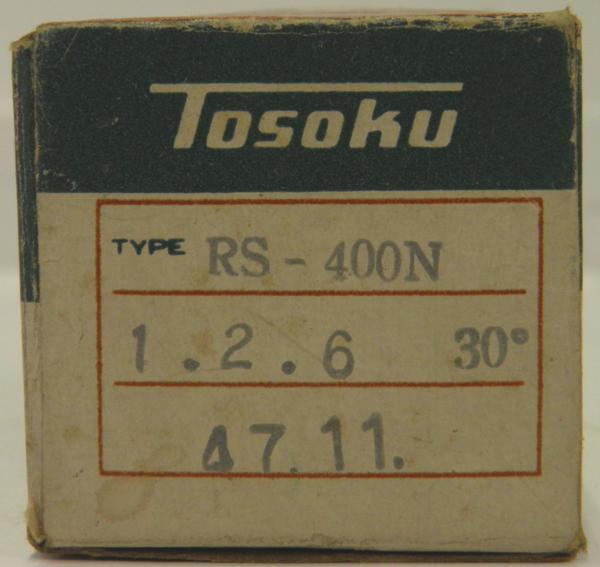 Tosoku
TYPE RS-400N
1.2.6 30°
47.11.